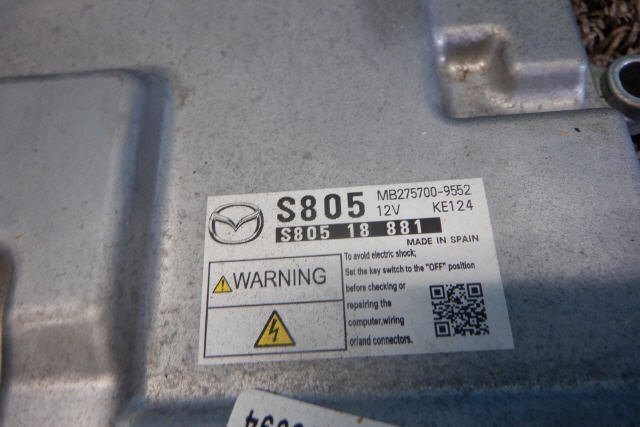 S805
MB275700-9552
12V KE124
S805 18 881
MADE IN SPAIN
WARNING
To avoid electric shock;
Set the key switch to the "OFF" position
before checking or
repairing the
computer,wiring
or/and connectors.